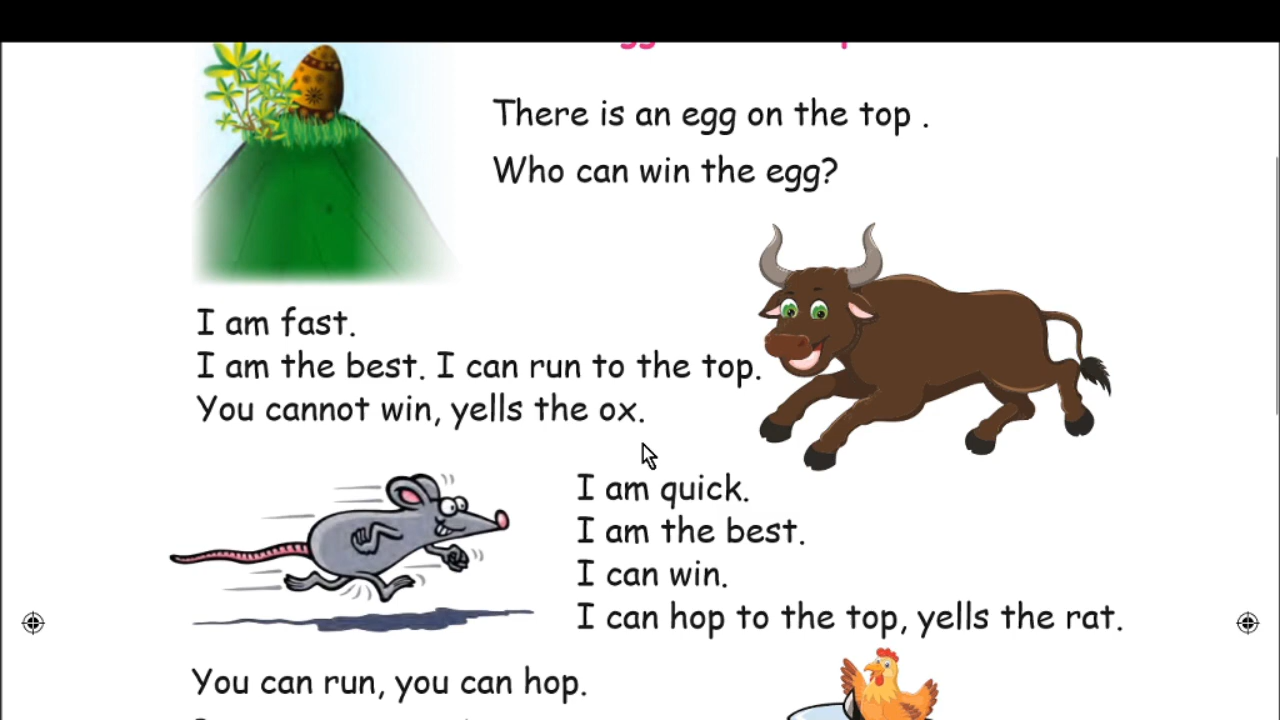 There is an egg on the top .
Who can win the egg?
I am fast.
I am the best. I can run to the top.
You cannot win, yells the ox.
I am quick.
I am the best.
I can win.
I can hop to the top, yells the rat.
You can run, you can hop.